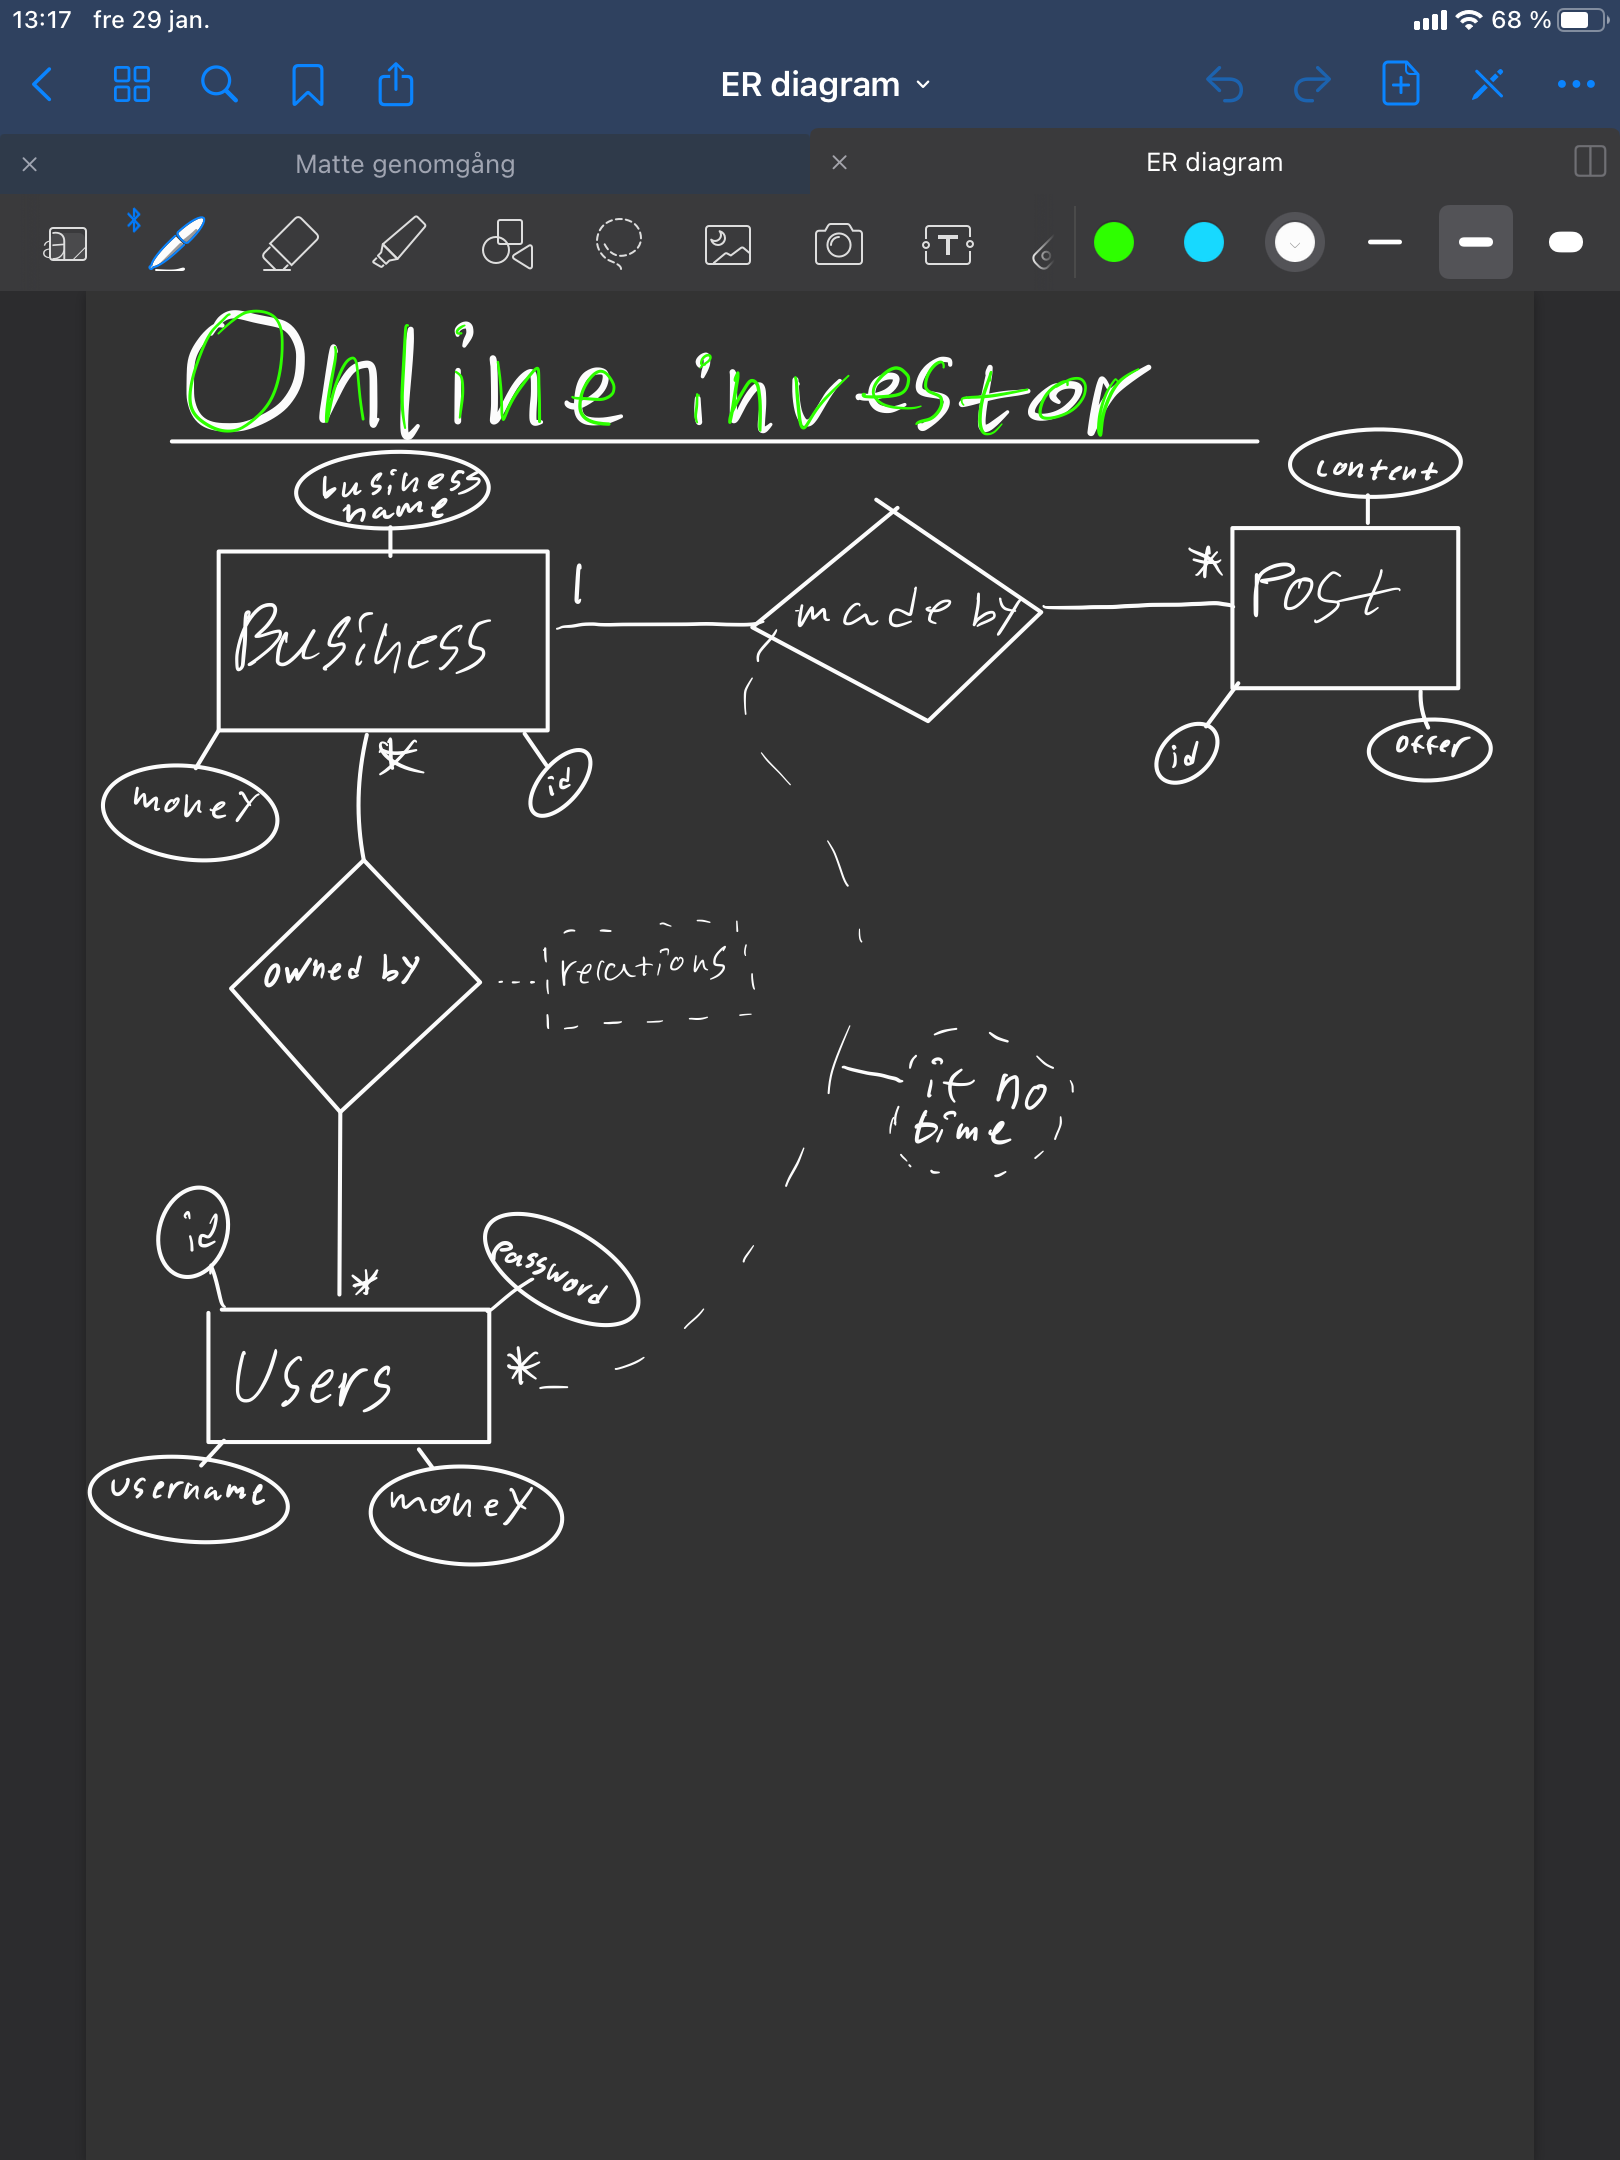 13:17 fre 29 jan.
68 %
ER diagram
Matte genomgång
ER diagram
T
Online investor
business
name
content
Business
1
made by
*
Post
money
*
id
id
offer
owned by
relations
if no
time
id
*
password
Users
*
username
money